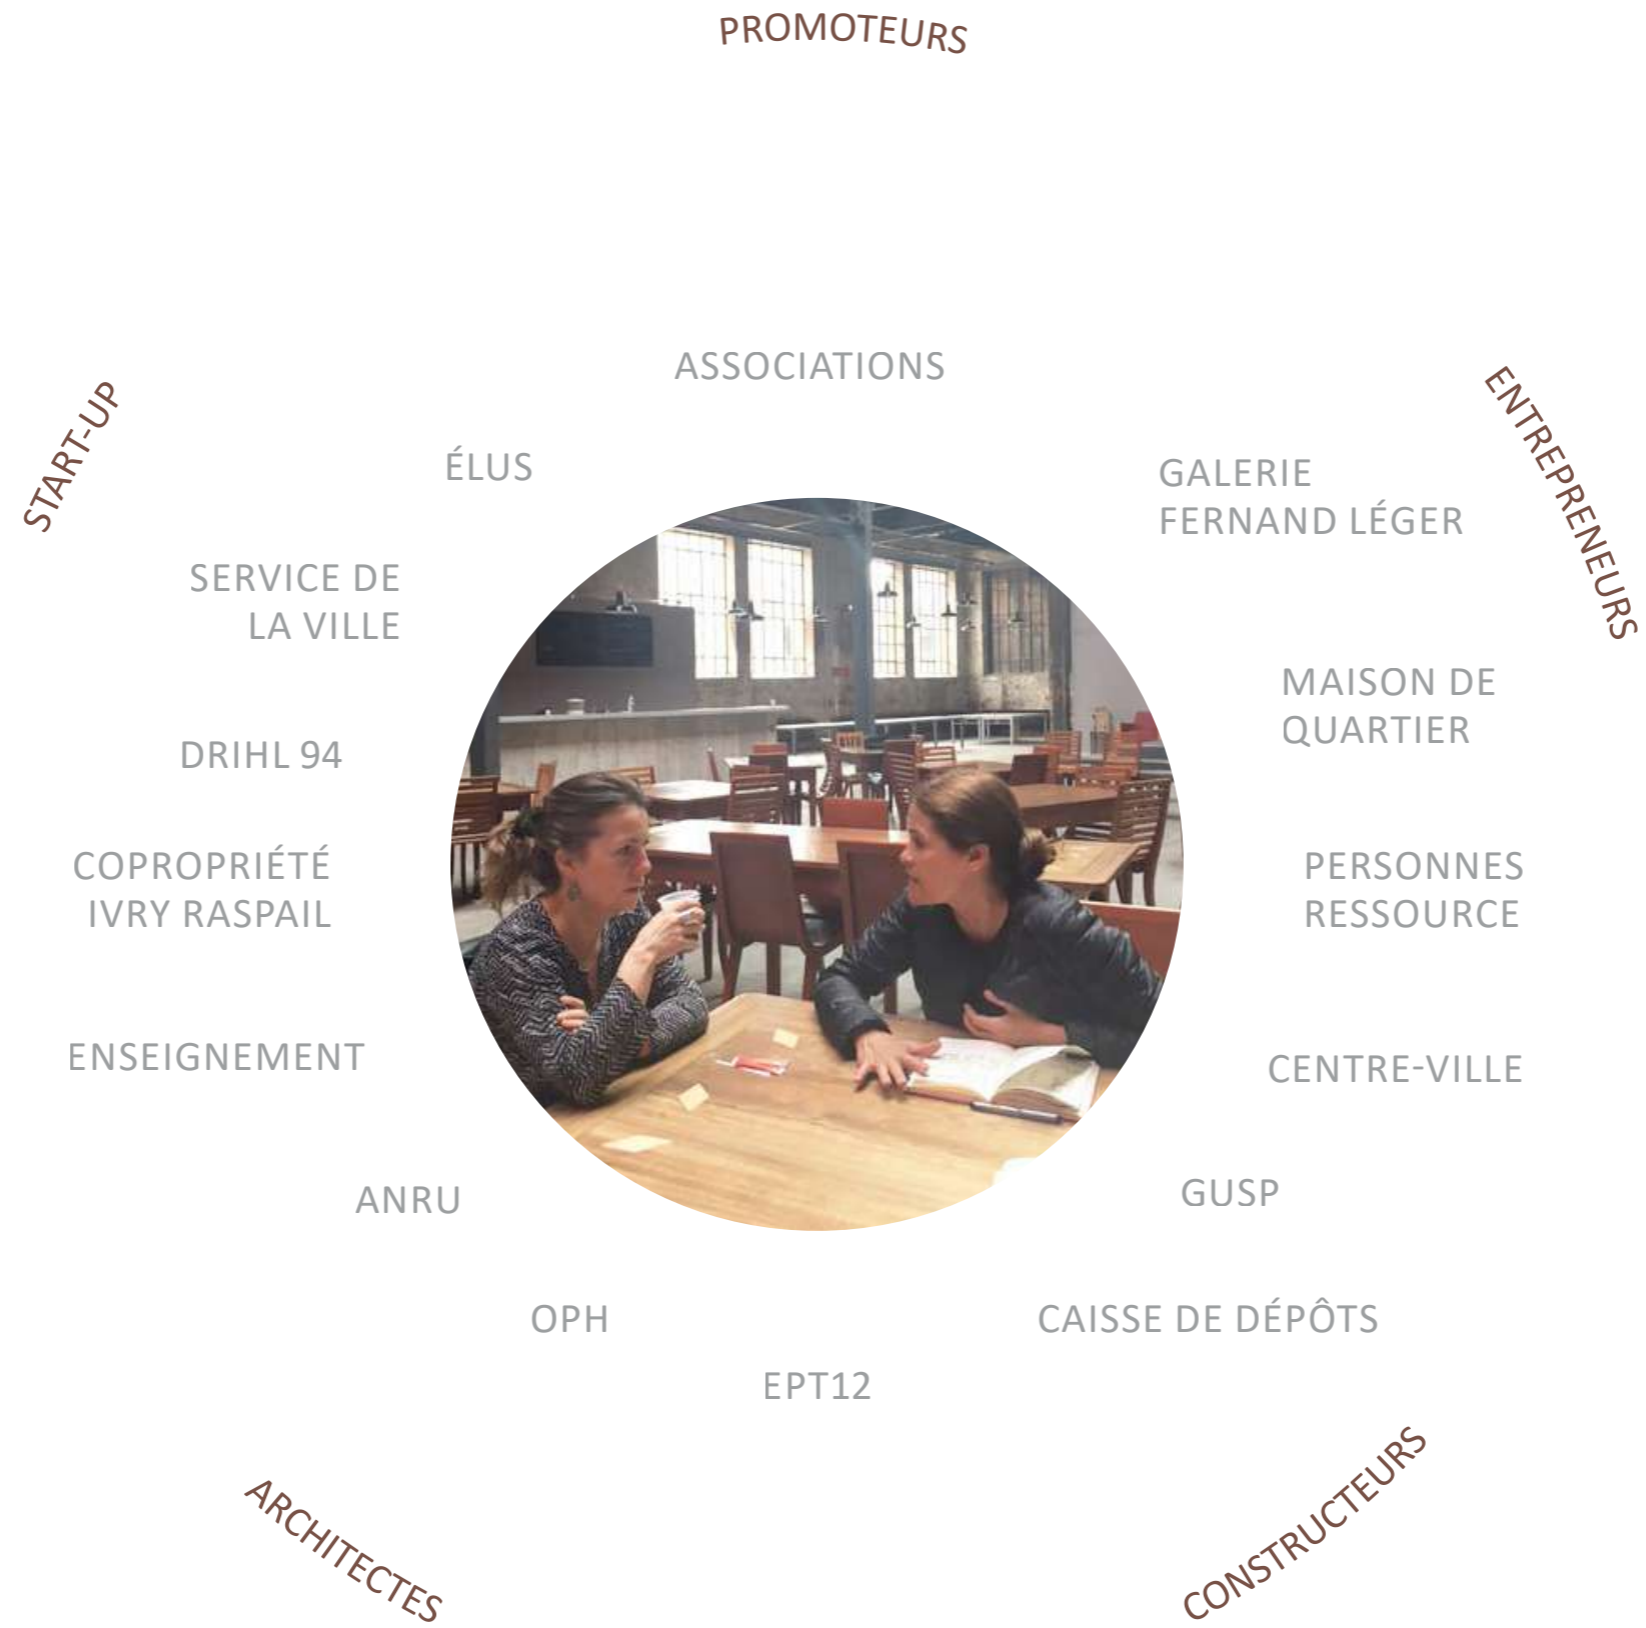 PROMOTEURS
START-UP
ENTREPRENEURS
ASSOCIATIONS
ÉLUS
GALERIE
FERNAND LÉGER
SERVICE DE
LA VILLE
MAISON DE
QUARTIER
DRIHL 94
COPROPRIÉTÉ
IVRY RASPAIL
PERSONNES
RESSOURCE
ENSEIGNEMENT
CENTRE-VILLE
ANRU
GUSP
OPH
CAISSE DE DÉPÔTS
EPT12
ARCHITECTES
CONSTRUCTEURS